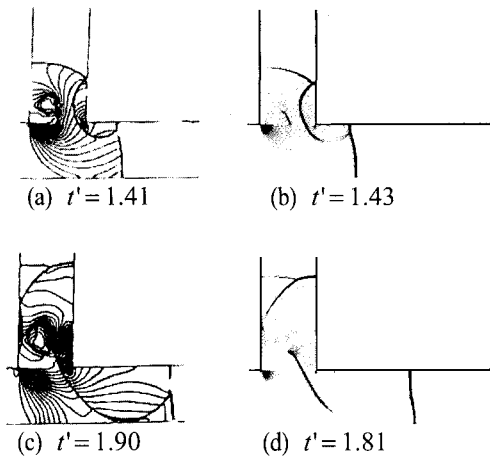 (a) t' = 1.41
(b) t' = 1.43
(c) t' = 1.90
(d) t' = 1.81